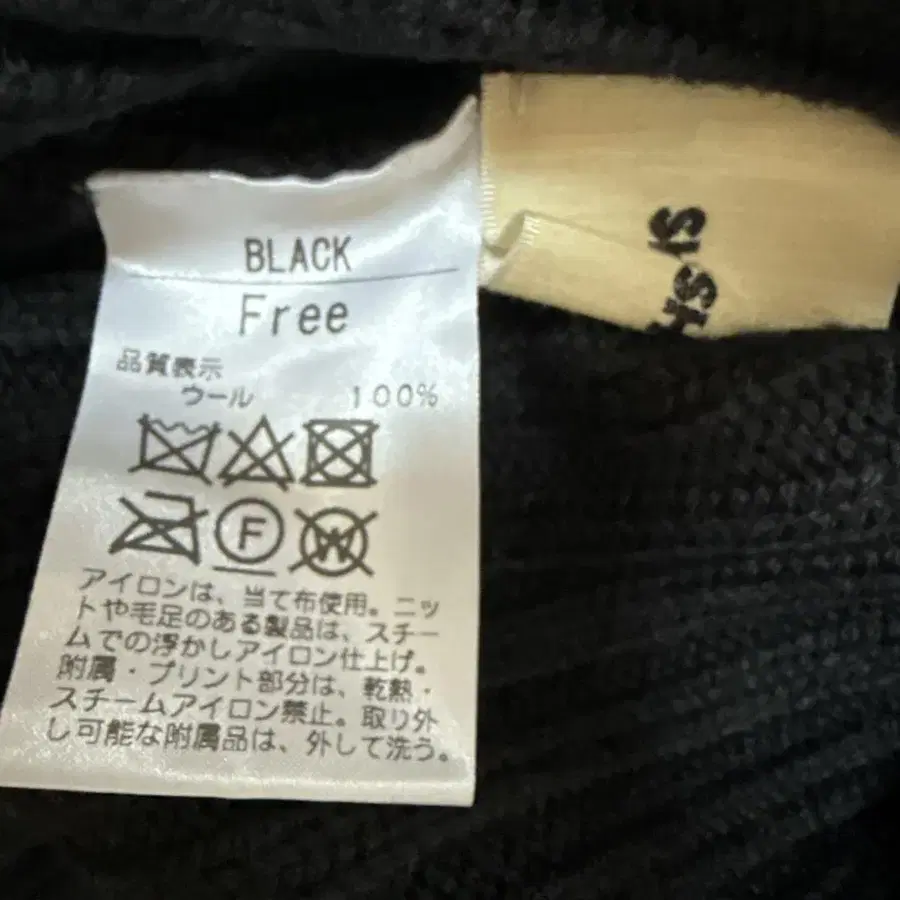 BLACK
Free
品質表示
ウール 100%
F
W
アイロンは、当て布使用。ニッ
トや毛足のある製品は、スチー
ムでの浮かしアイロン仕上げ。
附属・プリント部分は、乾熱・
スチームアイロン禁止。取り外
し可能な附属品は、外して洗う。